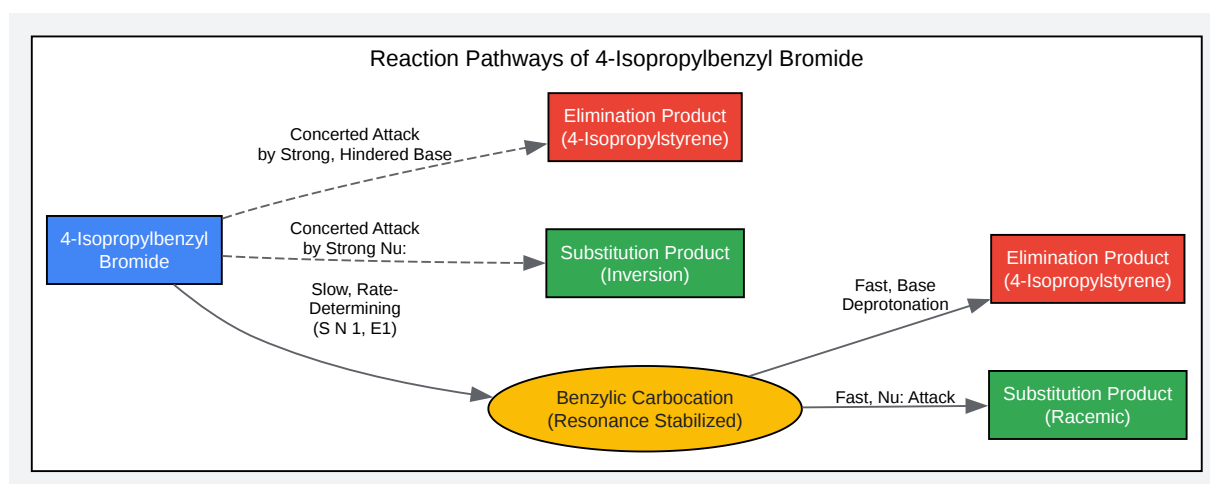 Reaction Pathways of 4-Isopropylbenzyl Bromide
Concerted Attack
by Strong, Hindered Base
Elimination Product
(4-Isopropylstyrene)
4-Isopropylbenzyl
Bromide
Concerted Attack
by Strong Nu:
Substitution Product
(Inversion)
Slow, Rate-
Determining
(S N 1, E1)
Benzylic Carbocation
(Resonance Stabilized)
Fast, Base
Deprotonation
Elimination Product
(4-Isopropylstyrene)
Fast, Nu: Attack
Substitution Product
(Racemic)